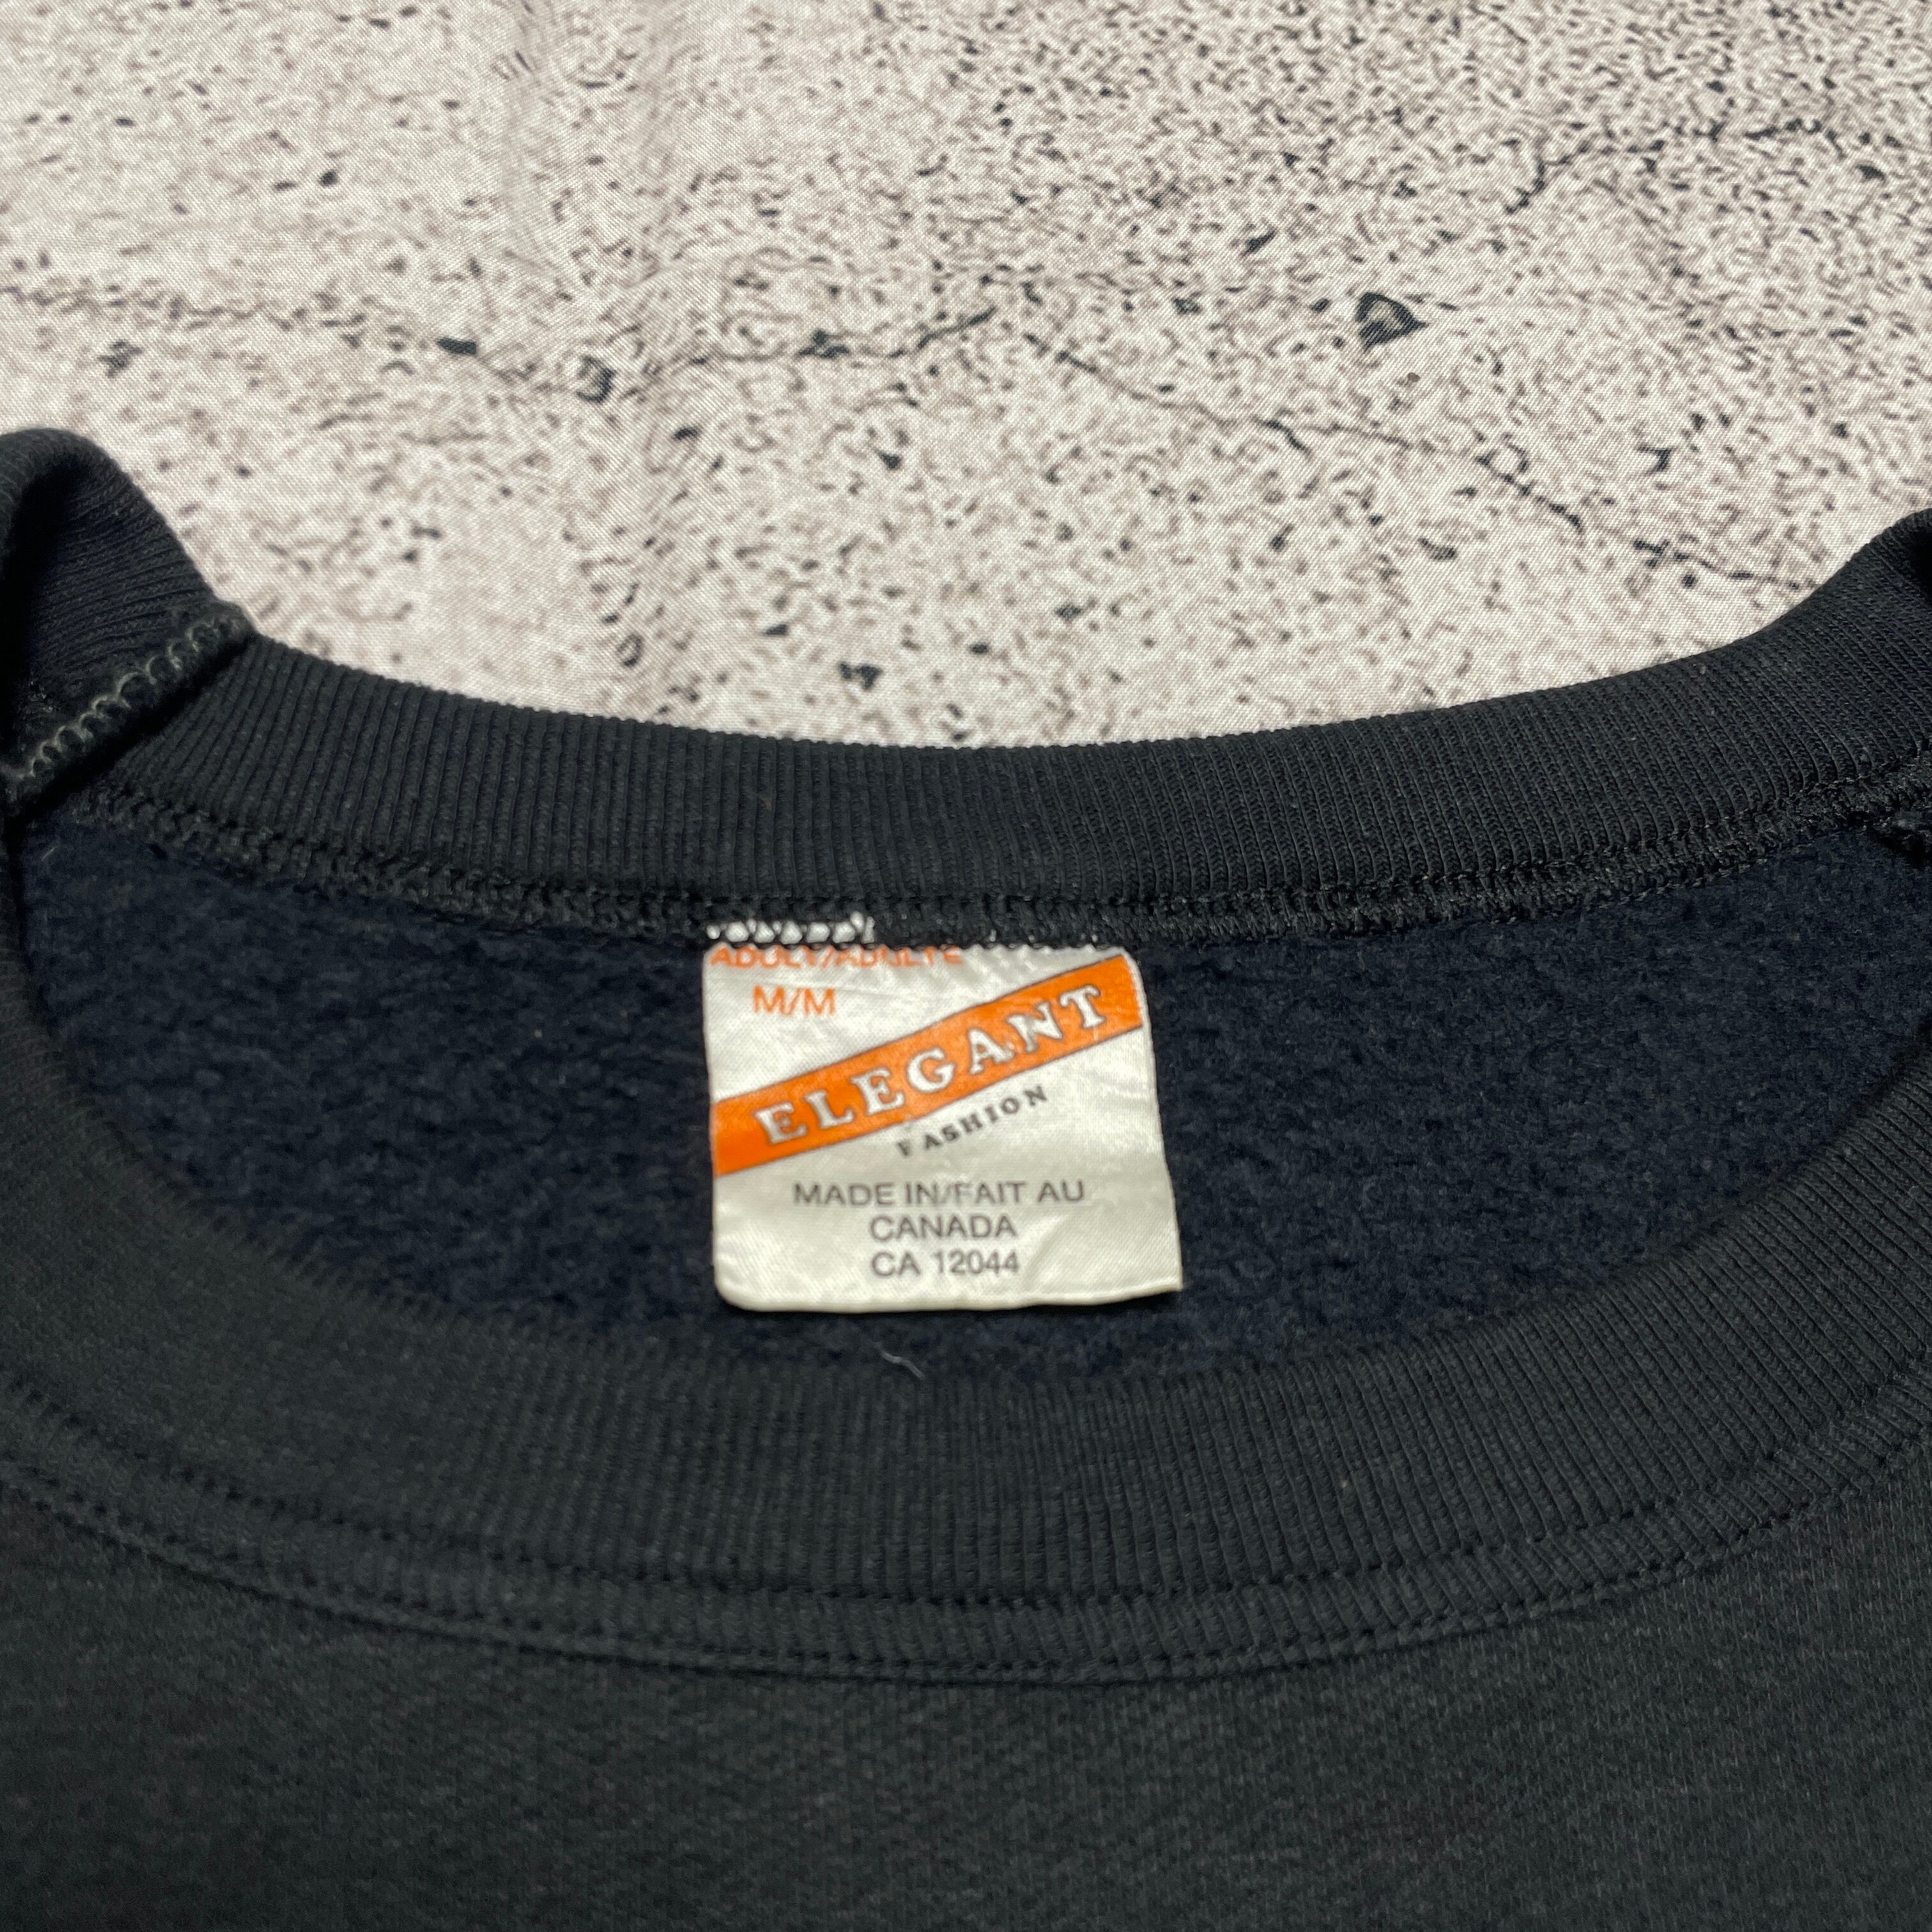 ADULT/ADULTE
M/M
ELEGANT
FASHION
MADE IN/FAIT AU
CANADA
CA 12044